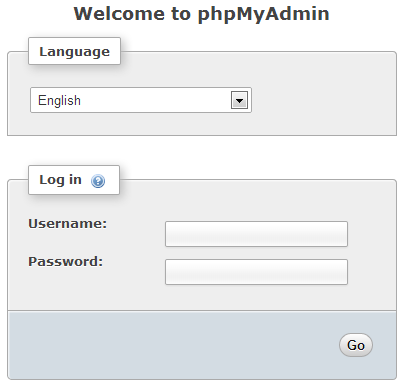 Welcome to phpMyAdmin
Language
English
Log in
Username:
Password:
Go